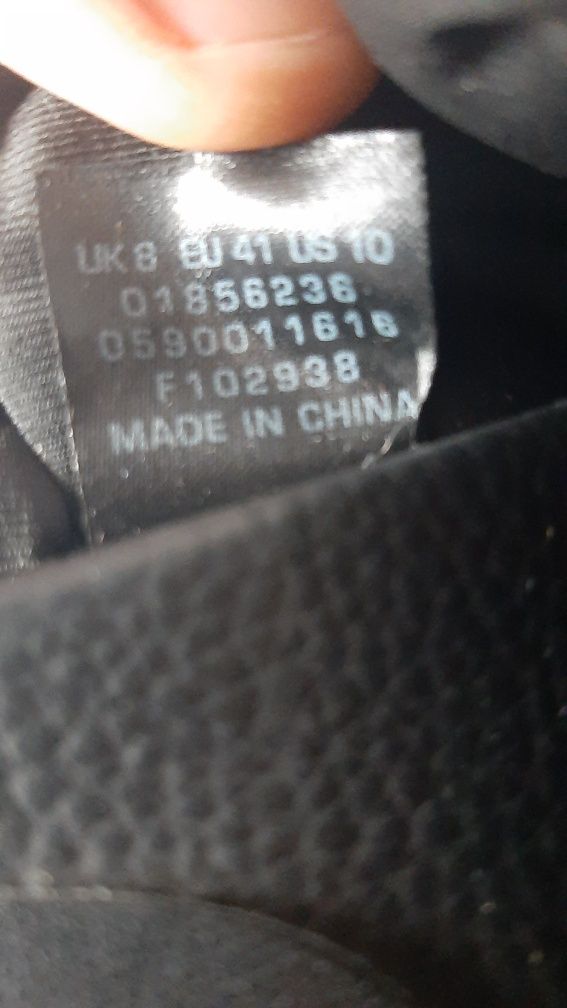 UK 8 EU 41 US 10
01856236
0590011616
F102938
MADE IN CHINA